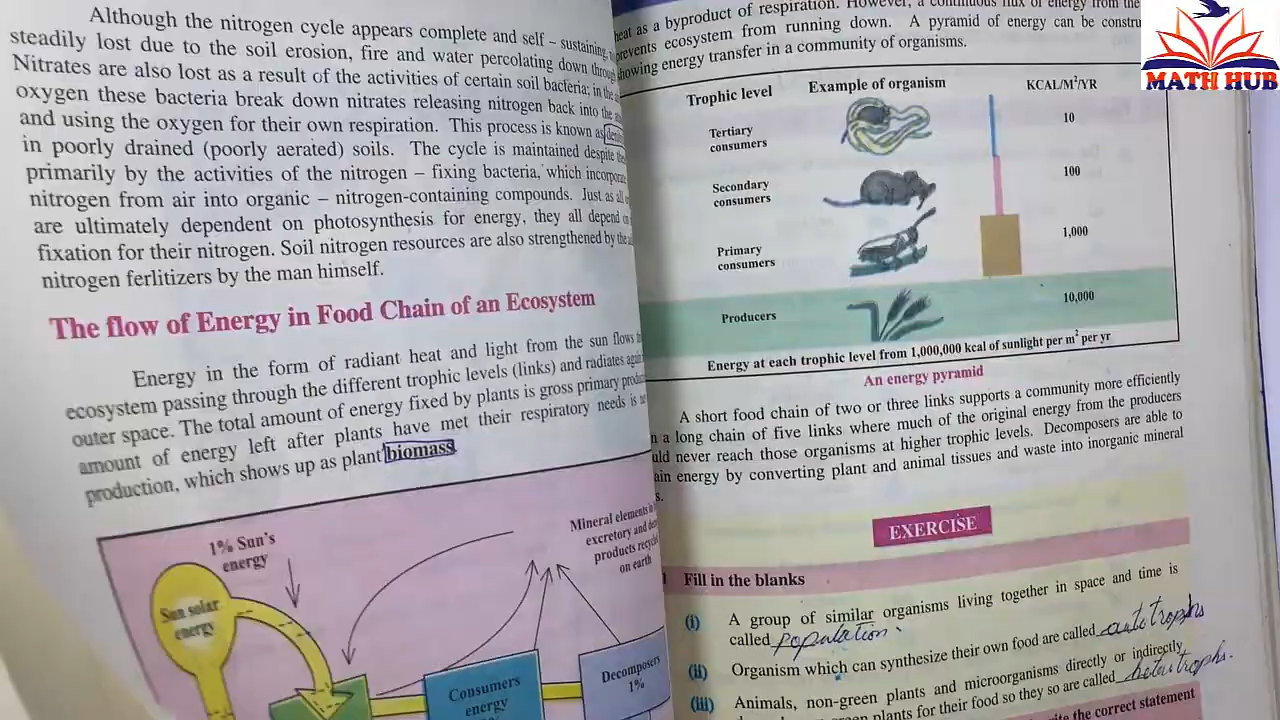 Although the nitrogen cycle appears complete and self – sustaining,
steadily lost due to the soil erosion, fire and water percolating down through
Nitrates are also lost as a result of the activities of certain soil bacteria; in the
oxygen these bacteria break down nitrates releasing nitrogen back into the
and using the oxygen for their own respiration. This process is known as
in poorly drained (poorly aerated) soils. The cycle is maintained despite
primarily by the activities of the nitrogen – fixing bacteria, which incorporate
nitrogen from air into organic – nitrogen-containing compounds. Just as all
are ultimately dependent on photosynthesis for energy, they all depend on
fixation for their nitrogen. Soil nitrogen resources are also strengthened by the
nitrogen ferlitizers by the man himself.
The flow of Energy in Food Chain of an Ecosystem
Energy in the form of radiant heat and light from the sun flows
ecosystem passing through the different trophic levels (links) and radiates again
outer space. The total amount of energy fixed by plants is gross primary
amount of energy left after plants have met their respiratory needs is
production, which shows up as plant biomass.
1% Sun's
energy
Sun solar
energy
Mineral elements in
excretory and
products
on earth
Consumers
energy
Decomposers
1%
heat as a byproduct of respiration. However, a continuous flux of energy from the
prevents ecosystem from running down. A pyramid of energy can be
showing energy transfer in a community of organisms.
Trophic level Example of organism KCAL/M²/YR
Tertiary
consumers
10
Secondary
consumers
100
Primary
consumers
1,000
Producers
10,000
Energy at each trophic level from 1,000,000 kcal of sunlight per m² per yr
An energy pyramid
A short food chain of two or three links supports a community more efficiently
a long chain of five links where much of the original energy from the producers
never reach those organisms at higher trophic levels. Decomposers are able to
energy by converting plant and animal tissues and waste into inorganic mineral
EXERCISE
Fill in the blanks
(i) A group of similar organisms living together in space and time is
called population.
(ii) Organism which can synthesize their own food are called autotrophs
(iii) Animals, non-green plants and microorganisms directly or indirectly
plants for their food so they so are called
the correct statement
MATH HUB